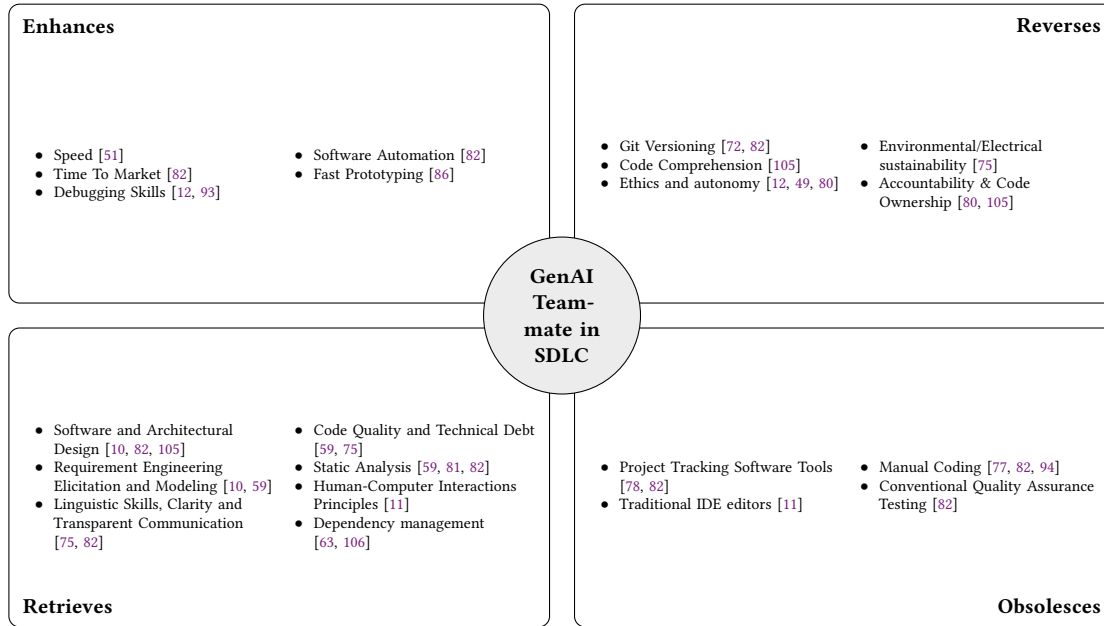 Enhances
• Speed [51]
• Time To Market [82]
• Debugging Skills [12, 93]
• Software Automation [82]
• Fast Prototyping [86]
Reverses
• Git Versioning [72, 82]
• Code Comprehension [105]
• Ethics and autonomy [12, 49, 80]
• Environmental/Electrical
sustainability [75]
• Accountability & Code
Ownership [80, 105]
GenAI
Team-
mate in
SDLC
• Software and Architectural
Design [10, 82, 105]
• Requirement Engineering
Elicitation and Modeling [10, 59]
• Linguistic Skills, Clarity and
Transparent Communication
[75, 82]
• Code Quality and Technical Debt
[59, 75]
• Static Analysis [59, 81, 82]
• Human-Computer Interactions
Principles [11]
• Dependency management
[63, 106]
Retrieves
• Project Tracking Software Tools
[78, 82]
• Traditional IDE editors [11]
• Manual Coding [77, 82, 94]
• Conventional Quality Assurance
Testing [82]
Obsolesces